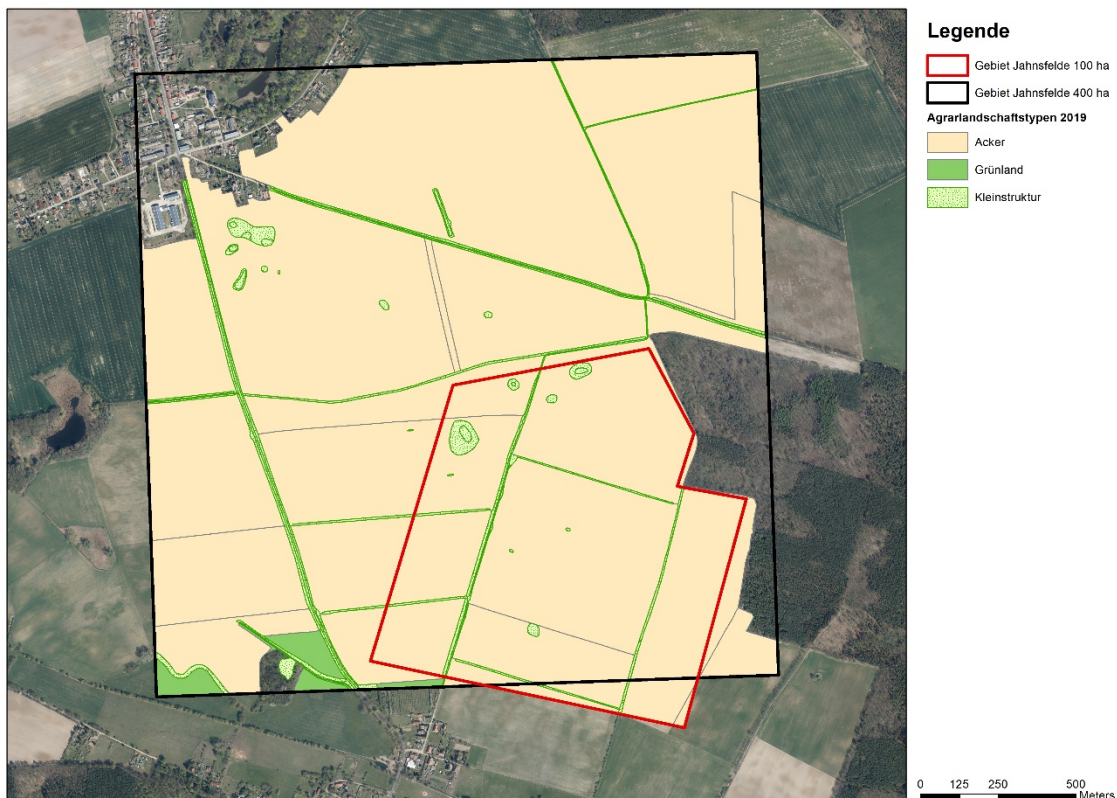 Legende
Gebiet Jahnsfelde 100 ha
Gebiet Jahnsfelde 400 ha
Agrarlandschaftstypen 2019
Acker
Grünland
Kleinstruktur
0 125 250 500
Meters